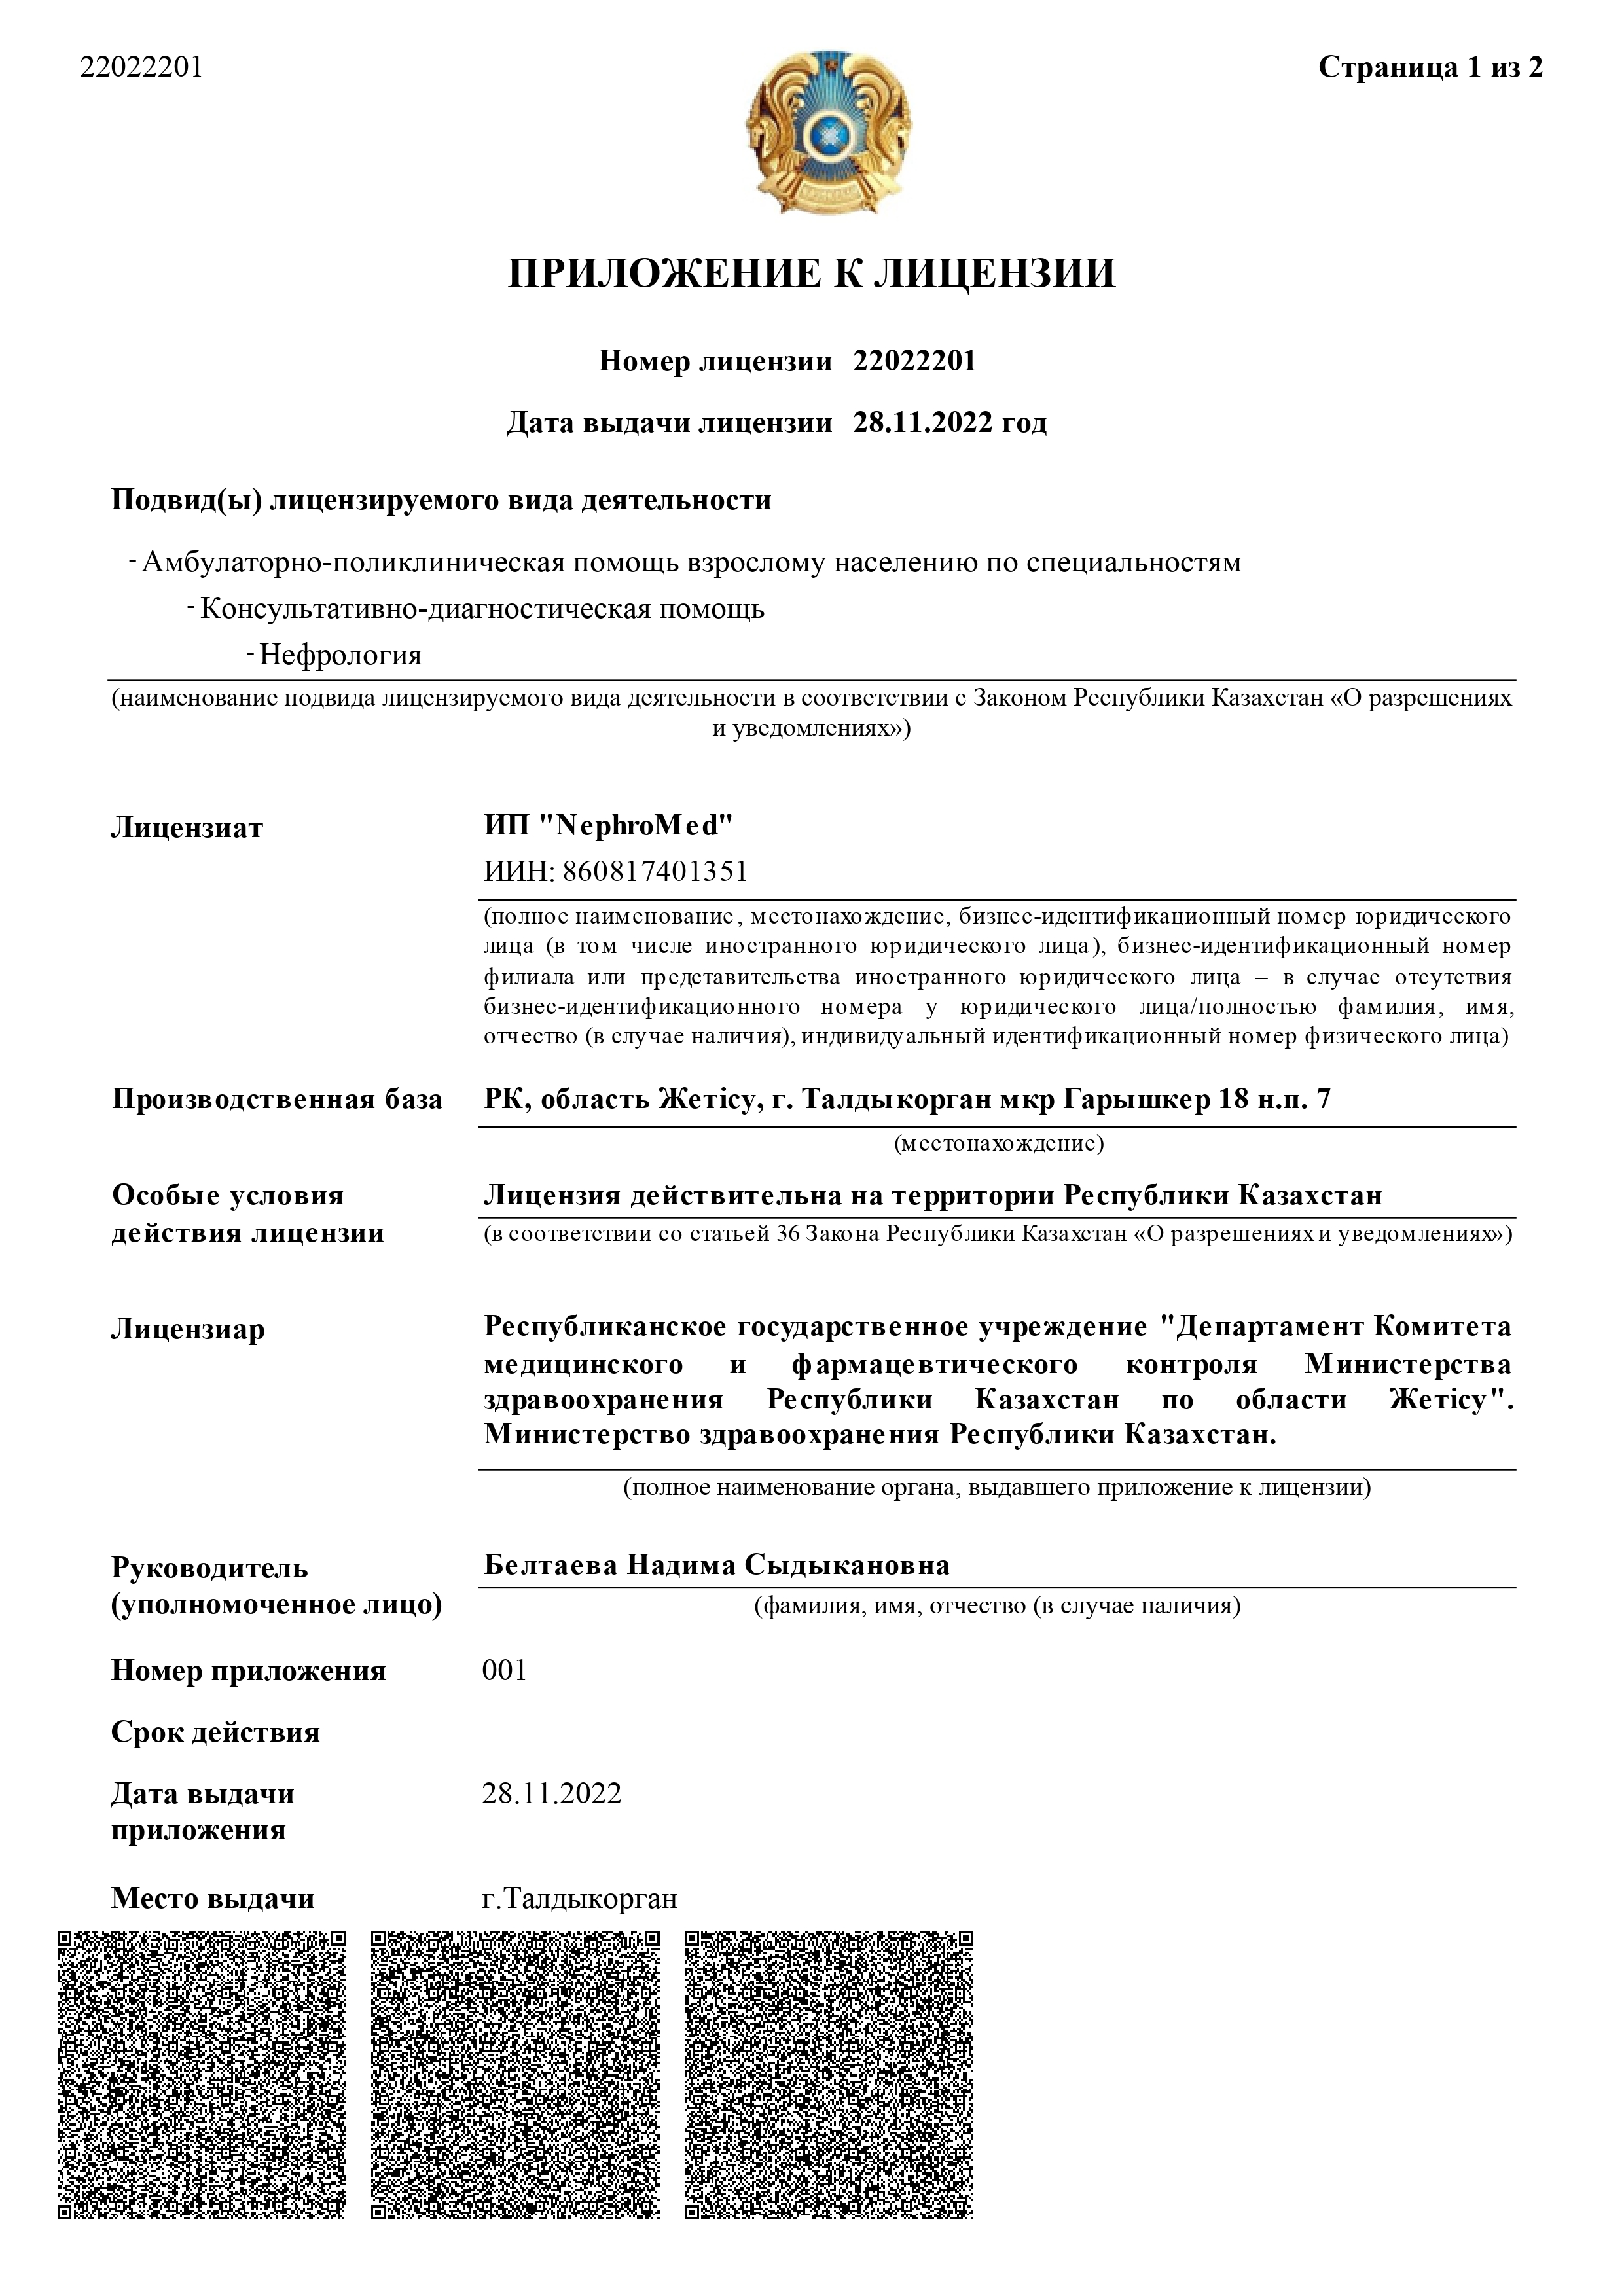 22022201
Страница 1 из 2
ПРИЛОЖЕНИЕ К ЛИЦЕНЗИИ
Номер лицензии 22022201
Дата выдачи лицензии 28.11.2022 год
Подвид(ы) лицензируемого вида деятельности
- Амбулаторно-поликлиническая помощь взрослому населению по специальностям
- Консультативно-диагностическая помощь
- Нефрология
(наименование подвида лицензируемого вида деятельности в соответствии с Законом Республики Казахстан «О разрешениях
и уведомлениях»)
Лицензиат
ИП "NephroMed"
ИИН: 860817401351
(полное наименование, местонахождение, бизнес-идентификационный номер юридического
лица (в том числе иностранного юридического лица), бизнес-идентификационный номер
филиала или представительства иностранного юридического лица – в случае отсутствия
бизнес-идентификационного номера у юридического лица/полностью фамилия, имя,
отчество (в случае наличия), индивидуальный идентификационный номер физического лица)
Производственная база
РК, область Жетісу, г. Талдыкорган мкр Гарышкер 18 н.п. 7
(местонахождение)
Особые условия
действия лицензии
Лицензия действительна на территории Республики Казахстан
(в соответствии со статьей 36 Закона Республики Казахстан «О разрешениях и уведомлениях»)
Лицензиар
Республиканское государственное учреждение "Департамент Комитета
медицинского и фармацевтического контроля Министерства
здравоохранения Республики Казахстан по области Жетісу".
Министерство здравоохранения Республики Казахстан.
(полное наименование органа, выдавшего приложение к лицензии)
Руководитель
(уполномоченное лицо)
Белтаева Надима Сыдыкановна
(фамилия, имя, отчество (в случае наличия)
Номер приложения
001
Срок действия
Дата выдачи
приложения
28.11.2022
Место выдачи
г.Талдыкорган